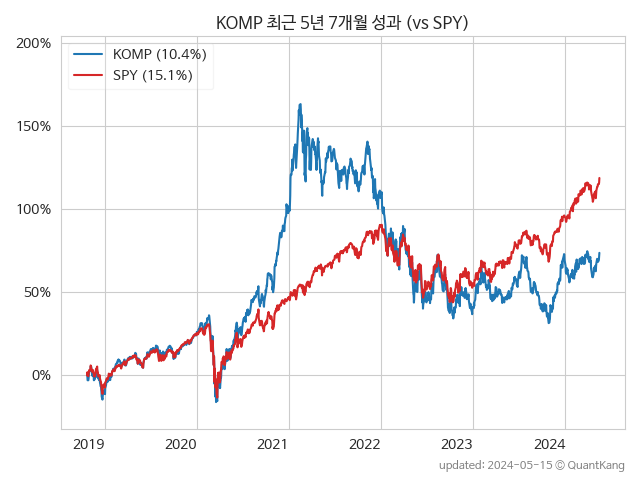 KOMP 최근 5년 7개월 성과 (vs SPY)
200%
KOMP (10.4%)
SPY (15.1%)
150%
100%
50%
0%
2019 2020 2021 2022 2023 2024
updated: 2024-05-15 © QuantKang